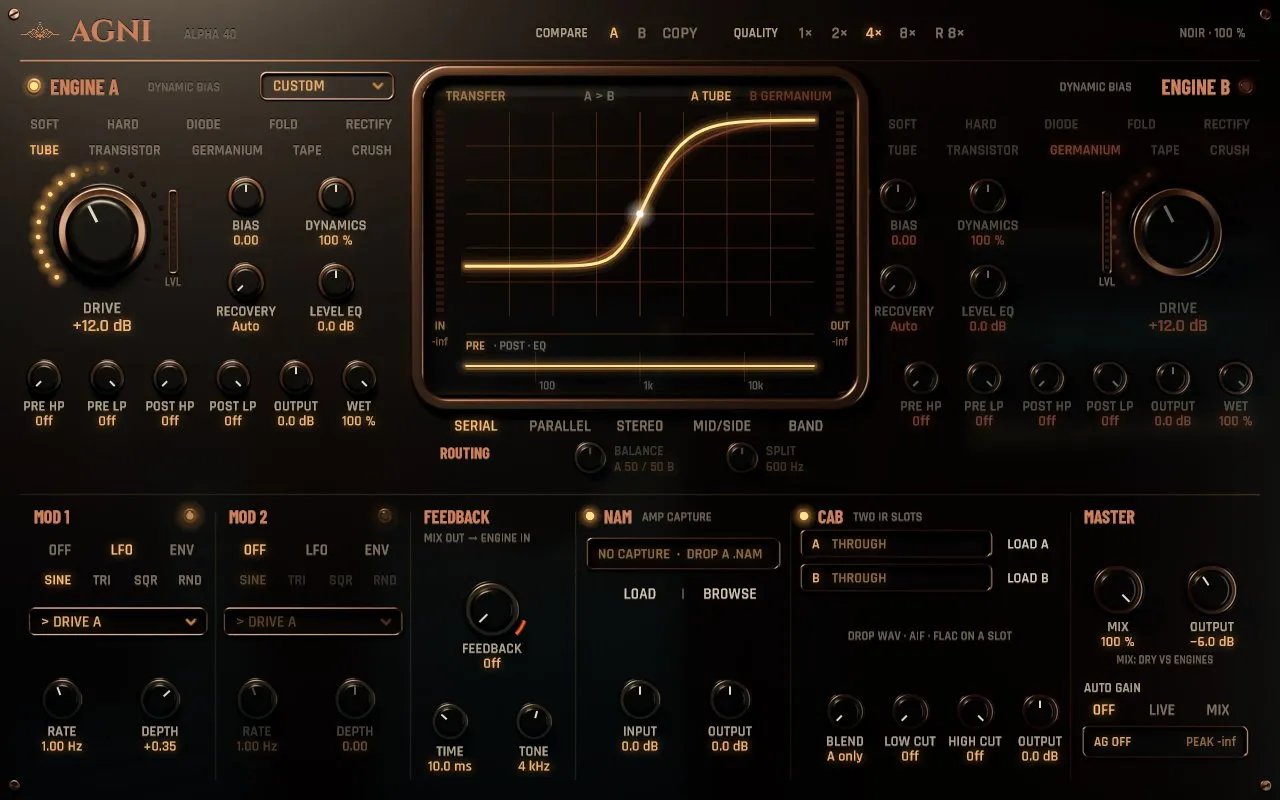 AGNI ALPHA 40 COMPARE A B COPY QUALITY 1× 2× 4× 8× R 8× NOIR · 100 %
ENGINE A DYNAMIC BIAS CUSTOM
SOFT HARD DIODE FOLD RECTIFY
TUBE TRANSISTOR GERMANIUM TAPE CRUSH
LVL
DRIVE
+12.0 dB
BIAS DYNAMICS
0.00 100 %
RECOVERY LEVEL EQ
Auto 0.0 dB
PRE HP PRE LP POST HP POST LP OUTPUT WET
Off Off Off Off 0.0 dB 100 %
TRANSFER A > B A TUBE B GERMANIUM
IN OUT
-inf -inf
PRE · POST · EQ
100 1k 10k
SERIAL PARALLEL STEREO MID/SIDE BAND
ROUTING BALANCE SPLIT
A 50 / 50 B 600 Hz
DYNAMIC BIAS ENGINE B
SOFT HARD DIODE FOLD RECTIFY
TUBE TRANSISTOR GERMANIUM TAPE CRUSH
BIAS DYNAMICS
0.00 100 %
RECOVERY LEVEL EQ
Auto 0.0 dB
LVL
DRIVE
+12.0 dB
PRE HP PRE LP POST HP POST LP OUTPUT WET
Off Off Off Off 0.0 dB 100 %
MOD 1
OFF LFO ENV
SINE TRI SQR RND
> DRIVE A
RATE DEPTH
1.00 Hz +0.35
MOD 2
OFF LFO ENV
SINE TRI SQR RND
> DRIVE A
RATE DEPTH
1.00 Hz 0.00
FEEDBACK
MIX OUT → ENGINE IN
FEEDBACK
Off
TIME TONE
10.0 ms 4 kHz
NAM AMP CAPTURE
NO CAPTURE · DROP A .NAM
LOAD | BROWSE
INPUT OUTPUT
0.0 dB 0.0 dB
CAB TWO IR SLOTS
A THROUGH LOAD A
B THROUGH LOAD B
DROP WAV · AIF · FLAC ON A SLOT
BLEND LOW CUT HIGH CUT OUTPUT
A only Off Off 0.0 dB
MASTER
MIX OUTPUT
100 % −6.0 dB
MIX: DRY VS ENGINES
AUTO GAIN
OFF LIVE MIX
AG OFF PEAK -inf